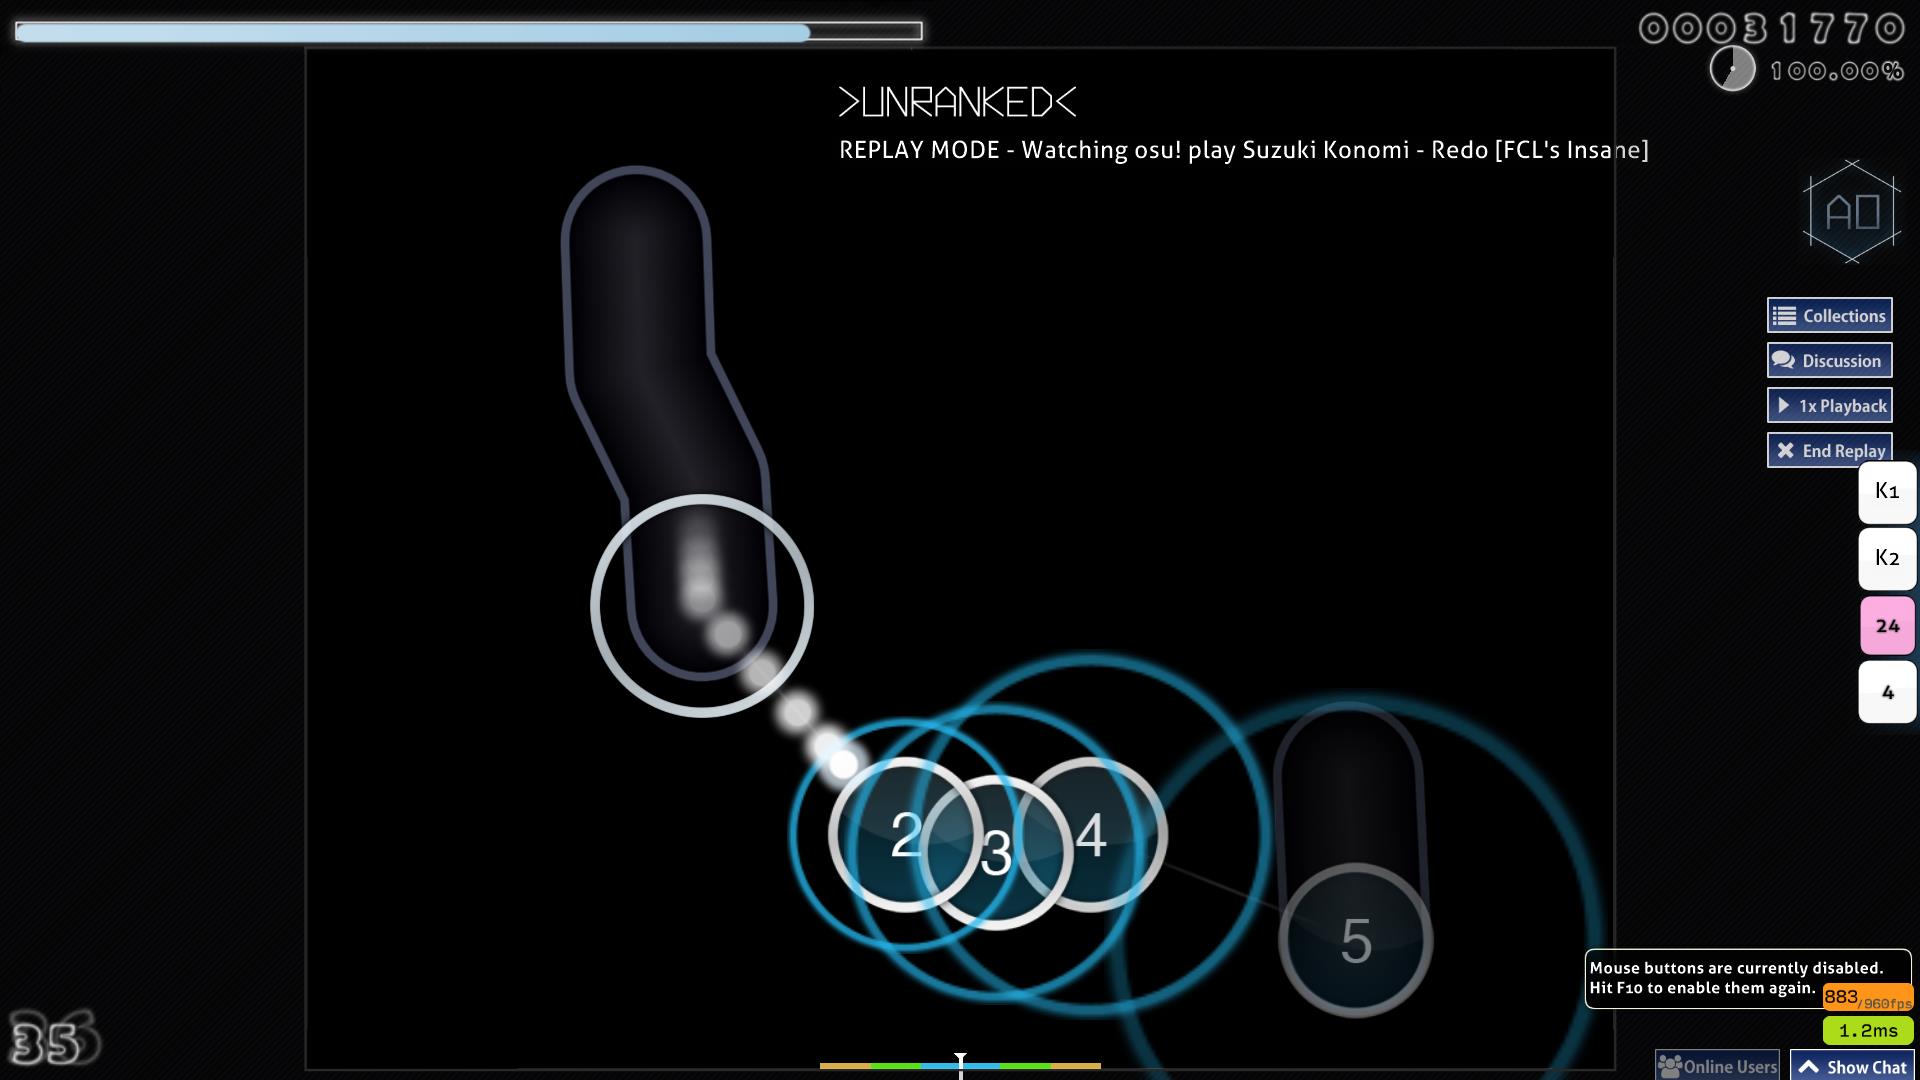 00031770
100.00%
>UNRANKED<
REPLAY MODE - Watching osu! play Suzuki Konomi - Redo [FCL's Insane]
Collections
Discussion
1x Playback
End Replay
K1
K2
24
4
2
3
4
5
Mouse buttons are currently disabled.
Hit F10 to enable them again.
883/960fps
1.2ms
Online Users
Show Chat